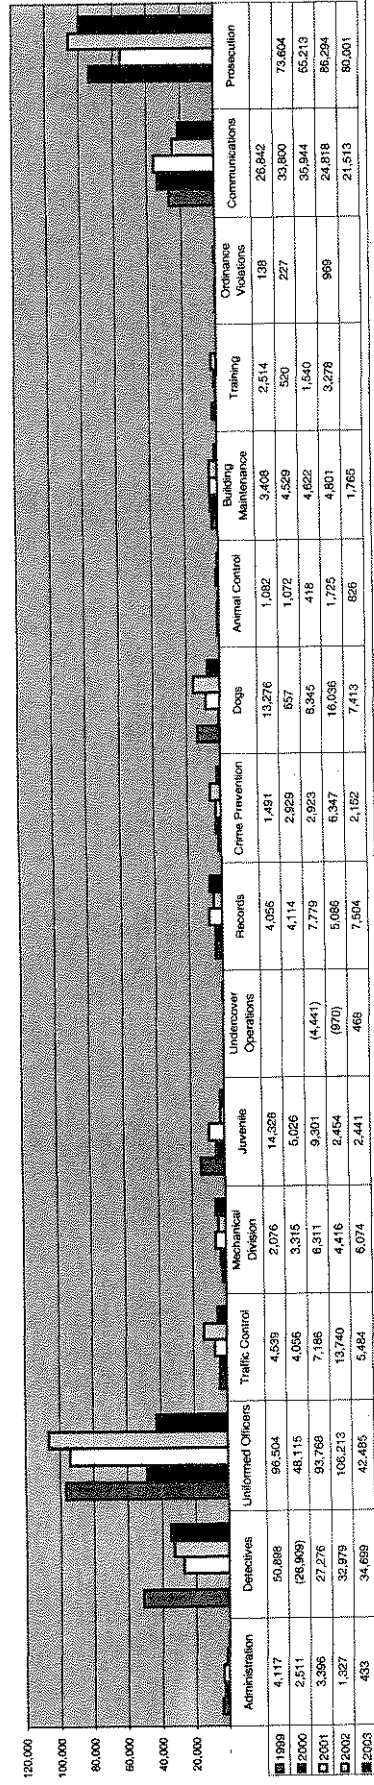 120,000
100,000
80,000
60,000
40,000
20,000
-
Administration Detectives Uniformed Officers Traffic Control Mechanical Division Juvenile Undercover Operations Records Crime Prevention Dogs Animal Control Building Maintenance Training Ordinance Violations Communications Prosecution
1999 4,117 50,898 96,504 4,539 2,076 14,328 4,056 1,491 13,276 1,082 3,408 2,514 138 26,842
2000 2,511 (26,909) 48,115 4,056 3,315 5,026 4,114 2,929 657 1,072 4,529 520 227 33,800 73,604
2001 3,396 27,276 93,768 7,186 6,311 9,301 (4,441) 7,779 2,923 8,345 418 4,622 1,540 35,944 55,213
2002 1,327 32,979 106,213 13,740 4,416 2,454 (970) 5,086 6,347 16,036 1,725 4,801 3,278 969 24,818 86,294
2003 433 34,699 42,485 5,484 6,074 2,441 468 7,504 2,152 7,413 826 1,765 21,513 80,001